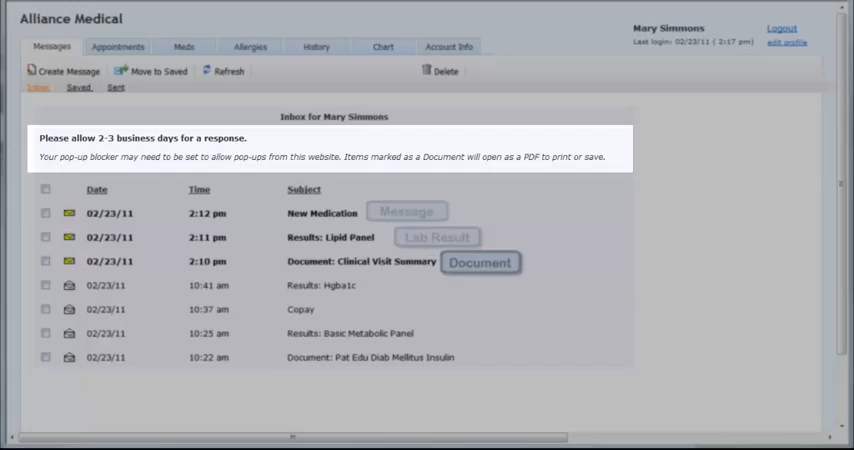 Alliance Medical
Mary Simmons
Logout
Last login: 02/23/11 ( 2:17 pm)
edit profile
Messages Appointments Meds Allergies History Chart Account Info
Create Message Move to Saved Refresh Delete
Inbox Saved Sent
Inbox for Mary Simmons
Please allow 2-3 business days for a response.
Your pop-up blocker may need to be set to allow pop-ups from this website. Items marked as a Document will open as a PDF to print or save.
Date Time Subject
02/23/11 2:12 pm New Medication Message
02/23/11 2:11 pm Results: Lipid Panel Lab Result
02/23/11 2:10 pm Document: Clinical Visit Summary Document
02/23/11 10:41 am Results: Hgba1c
02/23/11 10:37 am Copay
02/23/11 10:25 am Results: Basic Metabolic Panel
02/23/11 10:22 am Document: Pat Edu Diab Mellitus Insulin